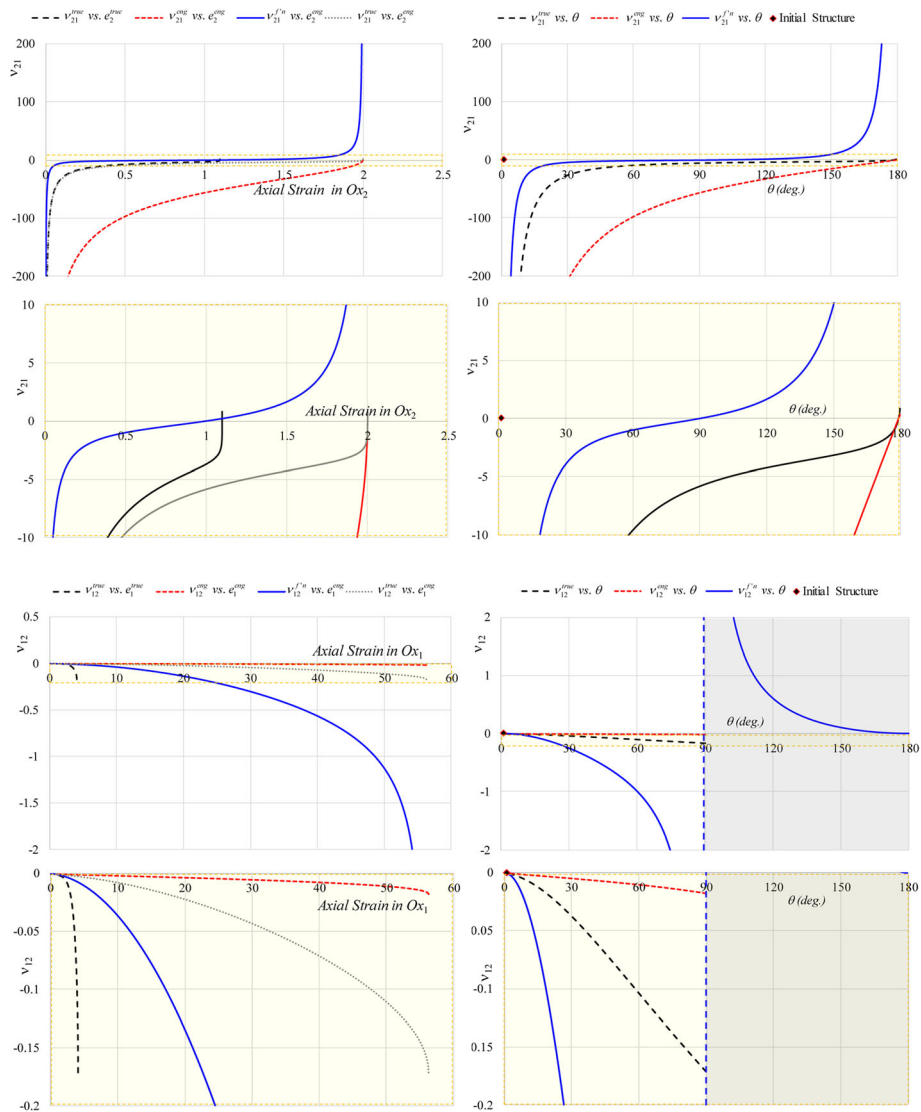 ν₂₁ᵗʳᵘᵉ vs. e₂ᵗʳᵘᵉ ν₂₁ᵉⁿᵍ vs. e₂ᵉⁿᵍ ν₂₁ᶠ'ⁿ vs. e₂ᵉⁿᵍ ν₂₁ᵗʳᵘᵉ vs. e₂ᵉⁿᵍ
200
ν₂₁
100
0
0 0.5 1 1.5 2 2.5
Axial Strain in Ox₂
-100
-200
ν₂₁ᵗʳᵘᵉ vs. θ ν₂₁ᵉⁿᵍ vs. θ ν₂₁ᶠ'ⁿ vs. θ Initial Structure
200
ν₂₁
100
0
0 30 60 90 120 150 180
θ (deg.)
-100
-200
10
ν₂₁
5
Axial Strain in Ox₂
0
0 0.5 1 1.5 2 2.5
-5
-10
10
ν₂₁
5
θ (deg.)
0
0 30 60 90 120 150 180
-5
-10
ν₁₂ᵗʳᵘᵉ vs. e₁ᵗʳᵘᵉ ν₁₂ᵉⁿᵍ vs. e₁ᵉⁿᵍ ν₁₂ᶠ'ⁿ vs. e₁ᵉⁿᵍ ν₁₂ᵗʳᵘᵉ vs. e₁ᵉⁿᵍ
0.5
ν₁₂
Axial Strain in Ox₁
0
0 10 20 30 40 50 60
-0.5
-1
-1.5
-2
ν₁₂ᵗʳᵘᵉ vs. θ ν₁₂ᵉⁿᵍ vs. θ ν₁₂ᶠ'ⁿ vs. θ Initial Structure
2
ν₁₂
1
θ (deg.)
0
0 30 60 90 120 150 180
-1
-2
0
0 10 20 30 40 50 60
Axial Strain in Ox₁
-0.05
-0.1
ν₁₂
-0.15
-0.2
0
0 30 60 90 120 150 180
θ (deg.)
-0.05
-0.1
ν₁₂
-0.15
-0.2